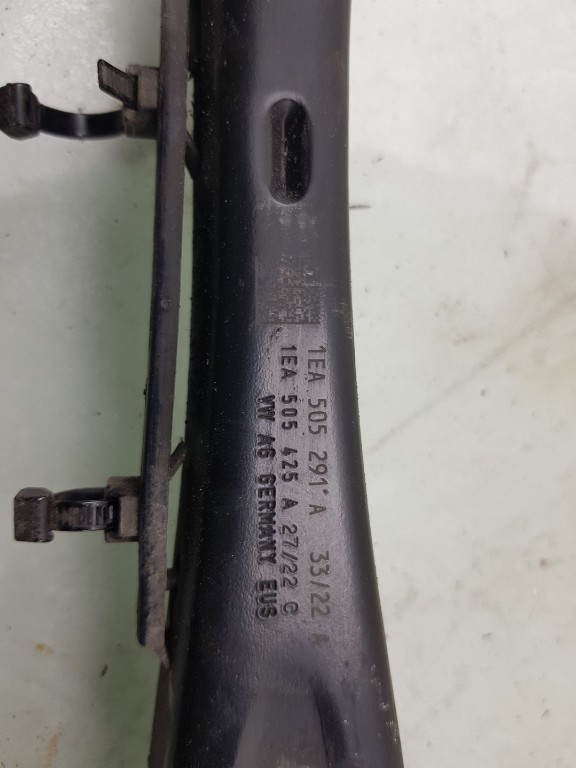 1EA 505 291 A 33/22 A
1EA 505 425 A 27/22 G
VW AG GERMANY EUS